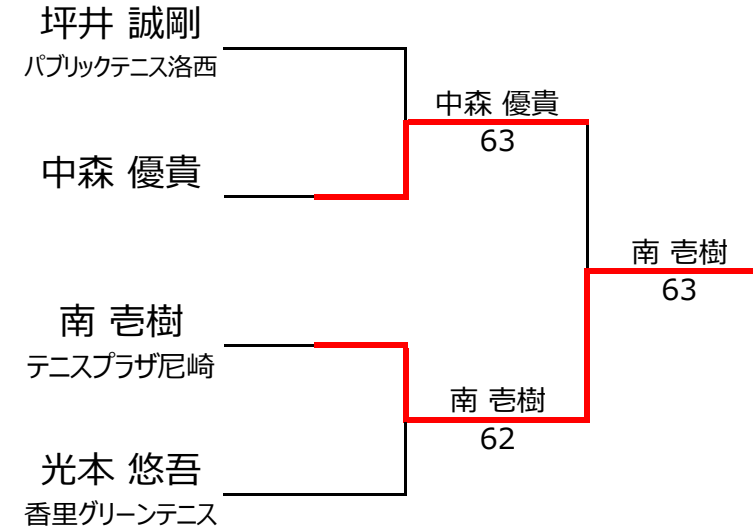 坪井 誠剛
パブリックテニス洛西
中森 優貴
63
中森 優貴
南 壱樹
63
南 壱樹
テニスプラザ尼崎
南 壱樹
62
光本 悠吾
香里グリーンテニス